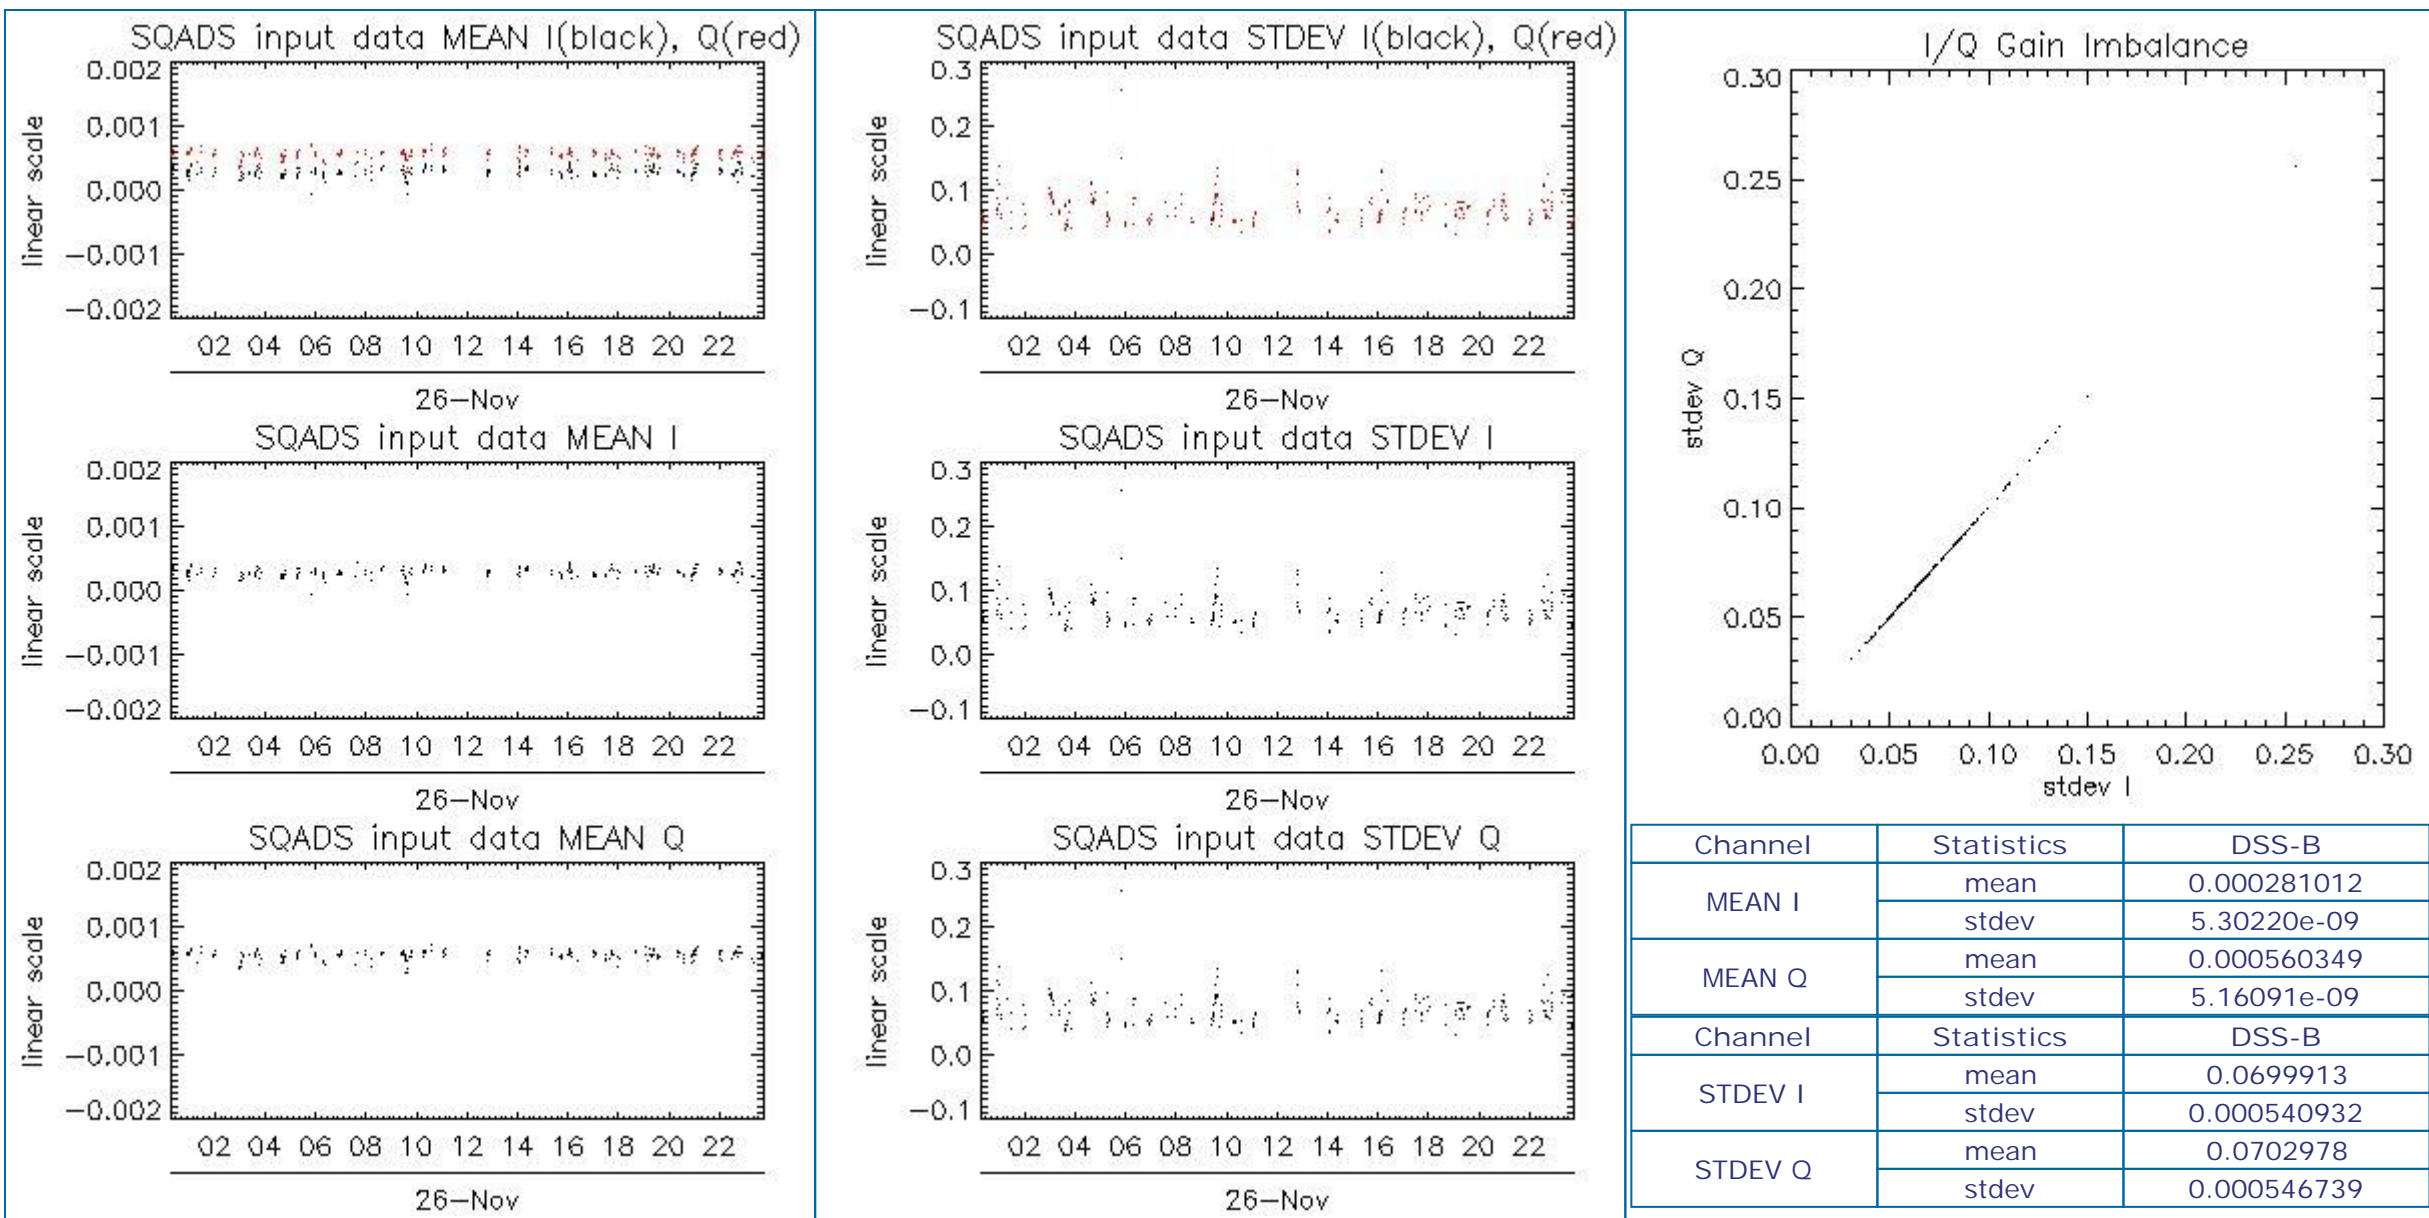 SQADS input data MEAN I(black), Q(red)
0.002
0.001
0.000
-0.001
-0.002
linear scale
02 04 06 08 10 12 14 16 18 20 22
26-Nov
SQADS input data MEAN I
0.002
0.001
0.000
-0.001
-0.002
linear scale
02 04 06 08 10 12 14 16 18 20 22
26-Nov
SQADS input data MEAN Q
0.002
0.001
0.000
-0.001
-0.002
linear scale
02 04 06 08 10 12 14 16 18 20 22
26-Nov
SQADS input data STDEV I(black), Q(red)
0.3
0.2
0.1
0.0
-0.1
linear scale
02 04 06 08 10 12 14 16 18 20 22
26-Nov
SQADS input data STDEV I
0.3
0.2
0.1
0.0
-0.1
linear scale
02 04 06 08 10 12 14 16 18 20 22
26-Nov
SQADS input data STDEV Q
0.3
0.2
0.1
0.0
-0.1
linear scale
02 04 06 08 10 12 14 16 18 20 22
26-Nov
I/Q Gain Imbalance
0.30
0.25
0.20
0.15
0.10
0.05
0.00
stdev Q
0.00 0.05 0.10 0.15 0.20 0.25 0.30
stdev I
Channel Statistics DSS-B
MEAN I mean 0.000281012
stdev 5.30220e-09
MEAN Q mean 0.000560349
stdev 5.16091e-09
Channel Statistics DSS-B
STDEV I mean 0.0699913
stdev 0.000540932
STDEV Q mean 0.0702978
stdev 0.000546739